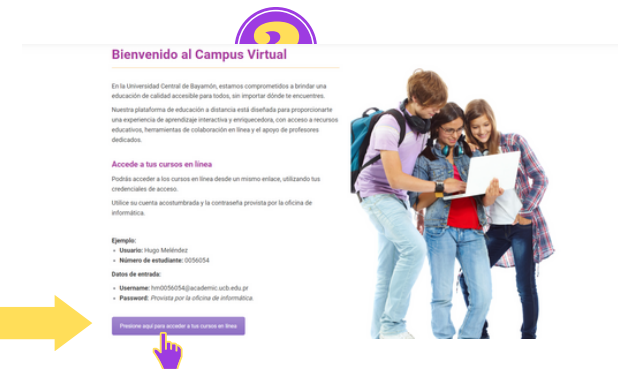 2
Bienvenido al Campus Virtual
En la Universidad Central de Bayamón, estamos comprometidos a brindar una
educación de calidad accesible para todos, sin importar dónde te encuentres.
Nuestra plataforma de educación a distancia está diseñada para proporcionarte
una experiencia de aprendizaje interactiva y enriquecedora, con acceso a recursos
educativos, herramientas de colaboración en línea y el apoyo de profesores
dedicados.
Accede a tus cursos en línea
Podrás acceder a los cursos en línea desde un mismo enlace, utilizando tus
credenciales de acceso.
Utilice su cuenta acostumbrada y la contraseña provista por la oficina de
informática.
Ejemplo:
Usuario: Hugo Meléndez
Número de estudiante: 0056054
Datos de entrada:
Username: hm0056054@academic.ucb.edu.pr
Password: Provista por la oficina de informática.
Presione aquí para acceder a tus cursos en línea